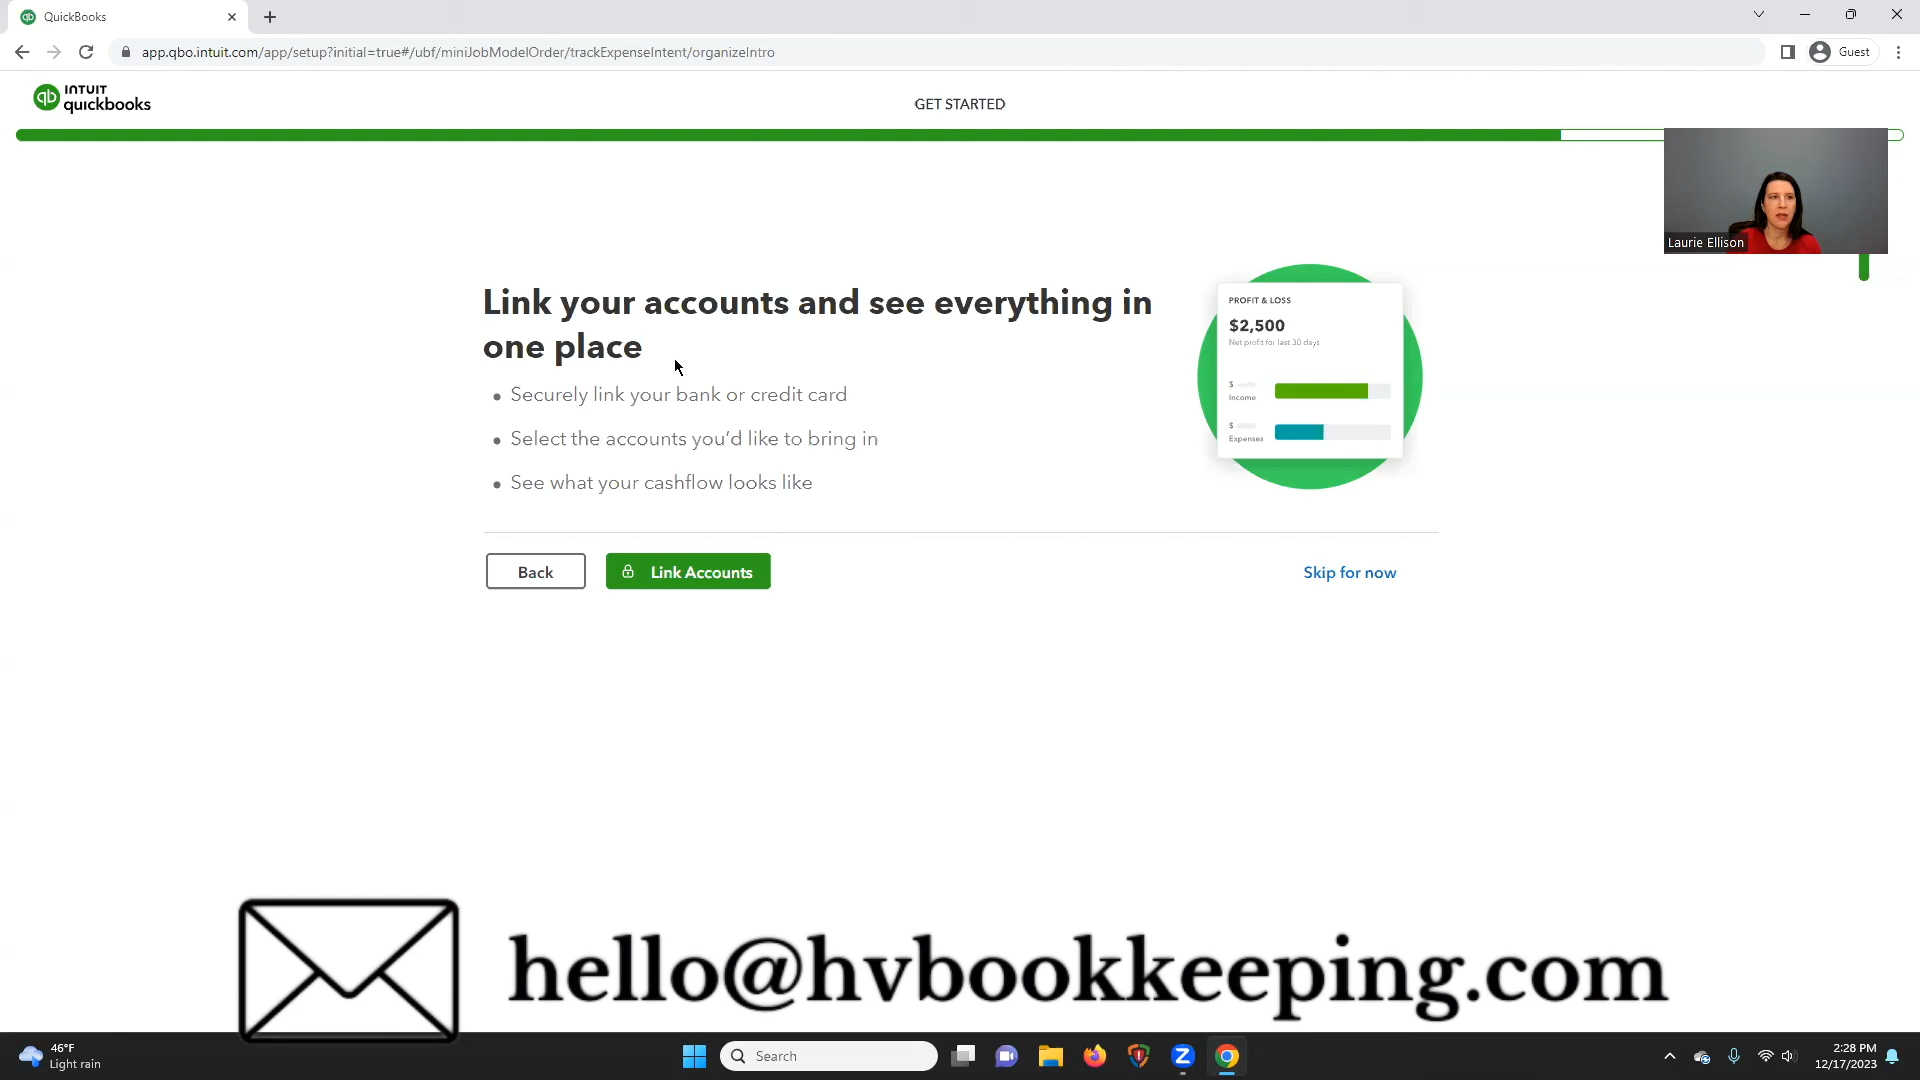 QuickBooks
app.qbo.intuit.com/app/setup?initial=true#/ubf/miniJobModelOrder/trackExpenseIntent/organizeIntro
Guest
INTUIT
quickbooks
GET STARTED
Laurie Ellison
Link your accounts and see everything in
one place
Securely link your bank or credit card
Select the accounts you'd like to bring in
See what your cashflow looks like
PROFIT & LOSS
$2,500
Net profit for last 30 days
$
Income
$
Expenses
Back
Link Accounts
Skip for now
hello@hvbookkeeping.com
46°F
Light rain
Search
2:28 PM
12/17/2023